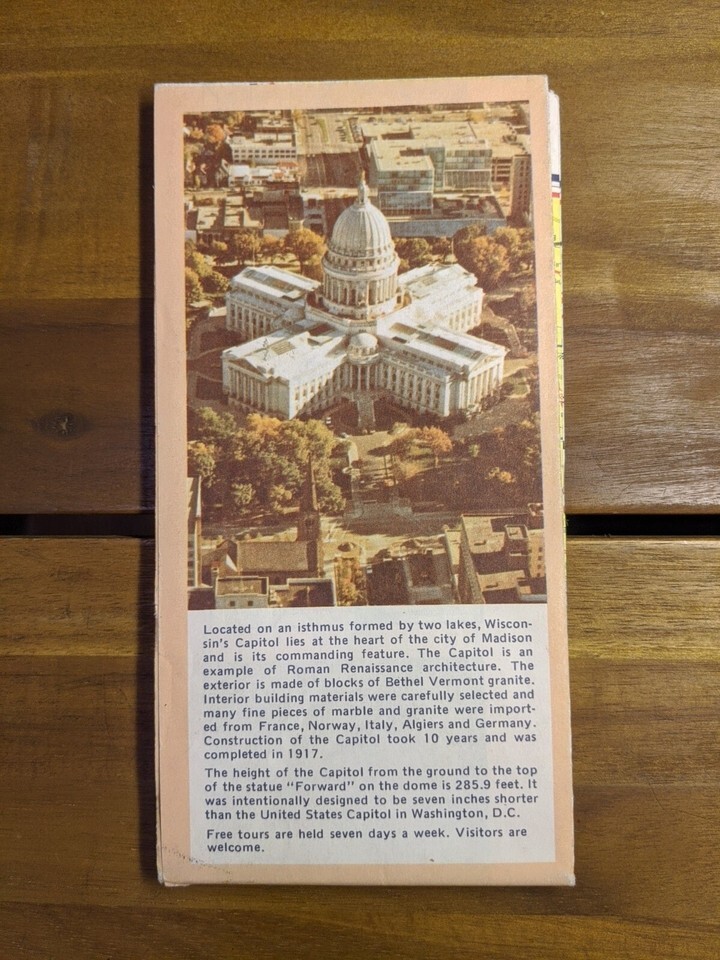 Located on an isthmus formed by two lakes, Wiscon-
sin's Capitol lies at the heart of the city of Madison
and is its commanding feature. The Capitol is an
example of Roman Renaissance architecture. The
exterior is made of blocks of Bethel Vermont granite.
Interior building materials were carefully selected and
many fine pieces of marble and granite were import-
ed from France, Norway, Italy, Algiers and Germany.
Construction of the Capitol took 10 years and was
completed in 1917.
The height of the Capitol from the ground to the top
of the statue "Forward" on the dome is 285.9 feet. It
was intentionally designed to be seven inches shorter
than the United States Capitol in Washington, D.C.
Free tours are held seven days a week. Visitors are
welcome.